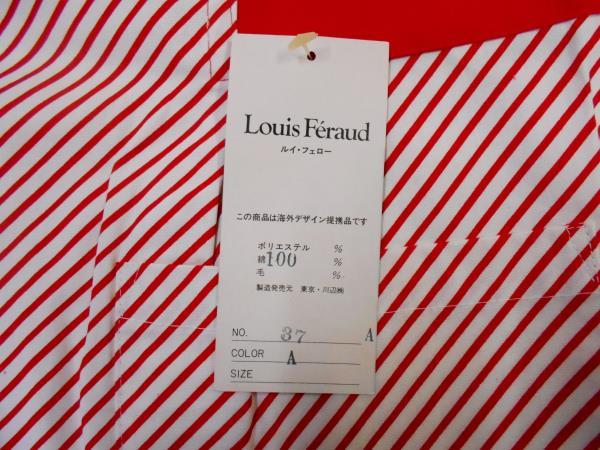 Louis Féraud
ルイ・フェロー
この商品は海外デザイン提携品です
ポリエステル %
綿 100 %
毛 %
製造発売元 東京・川辺㈱
NO. 37 A
COLOR A
SIZE